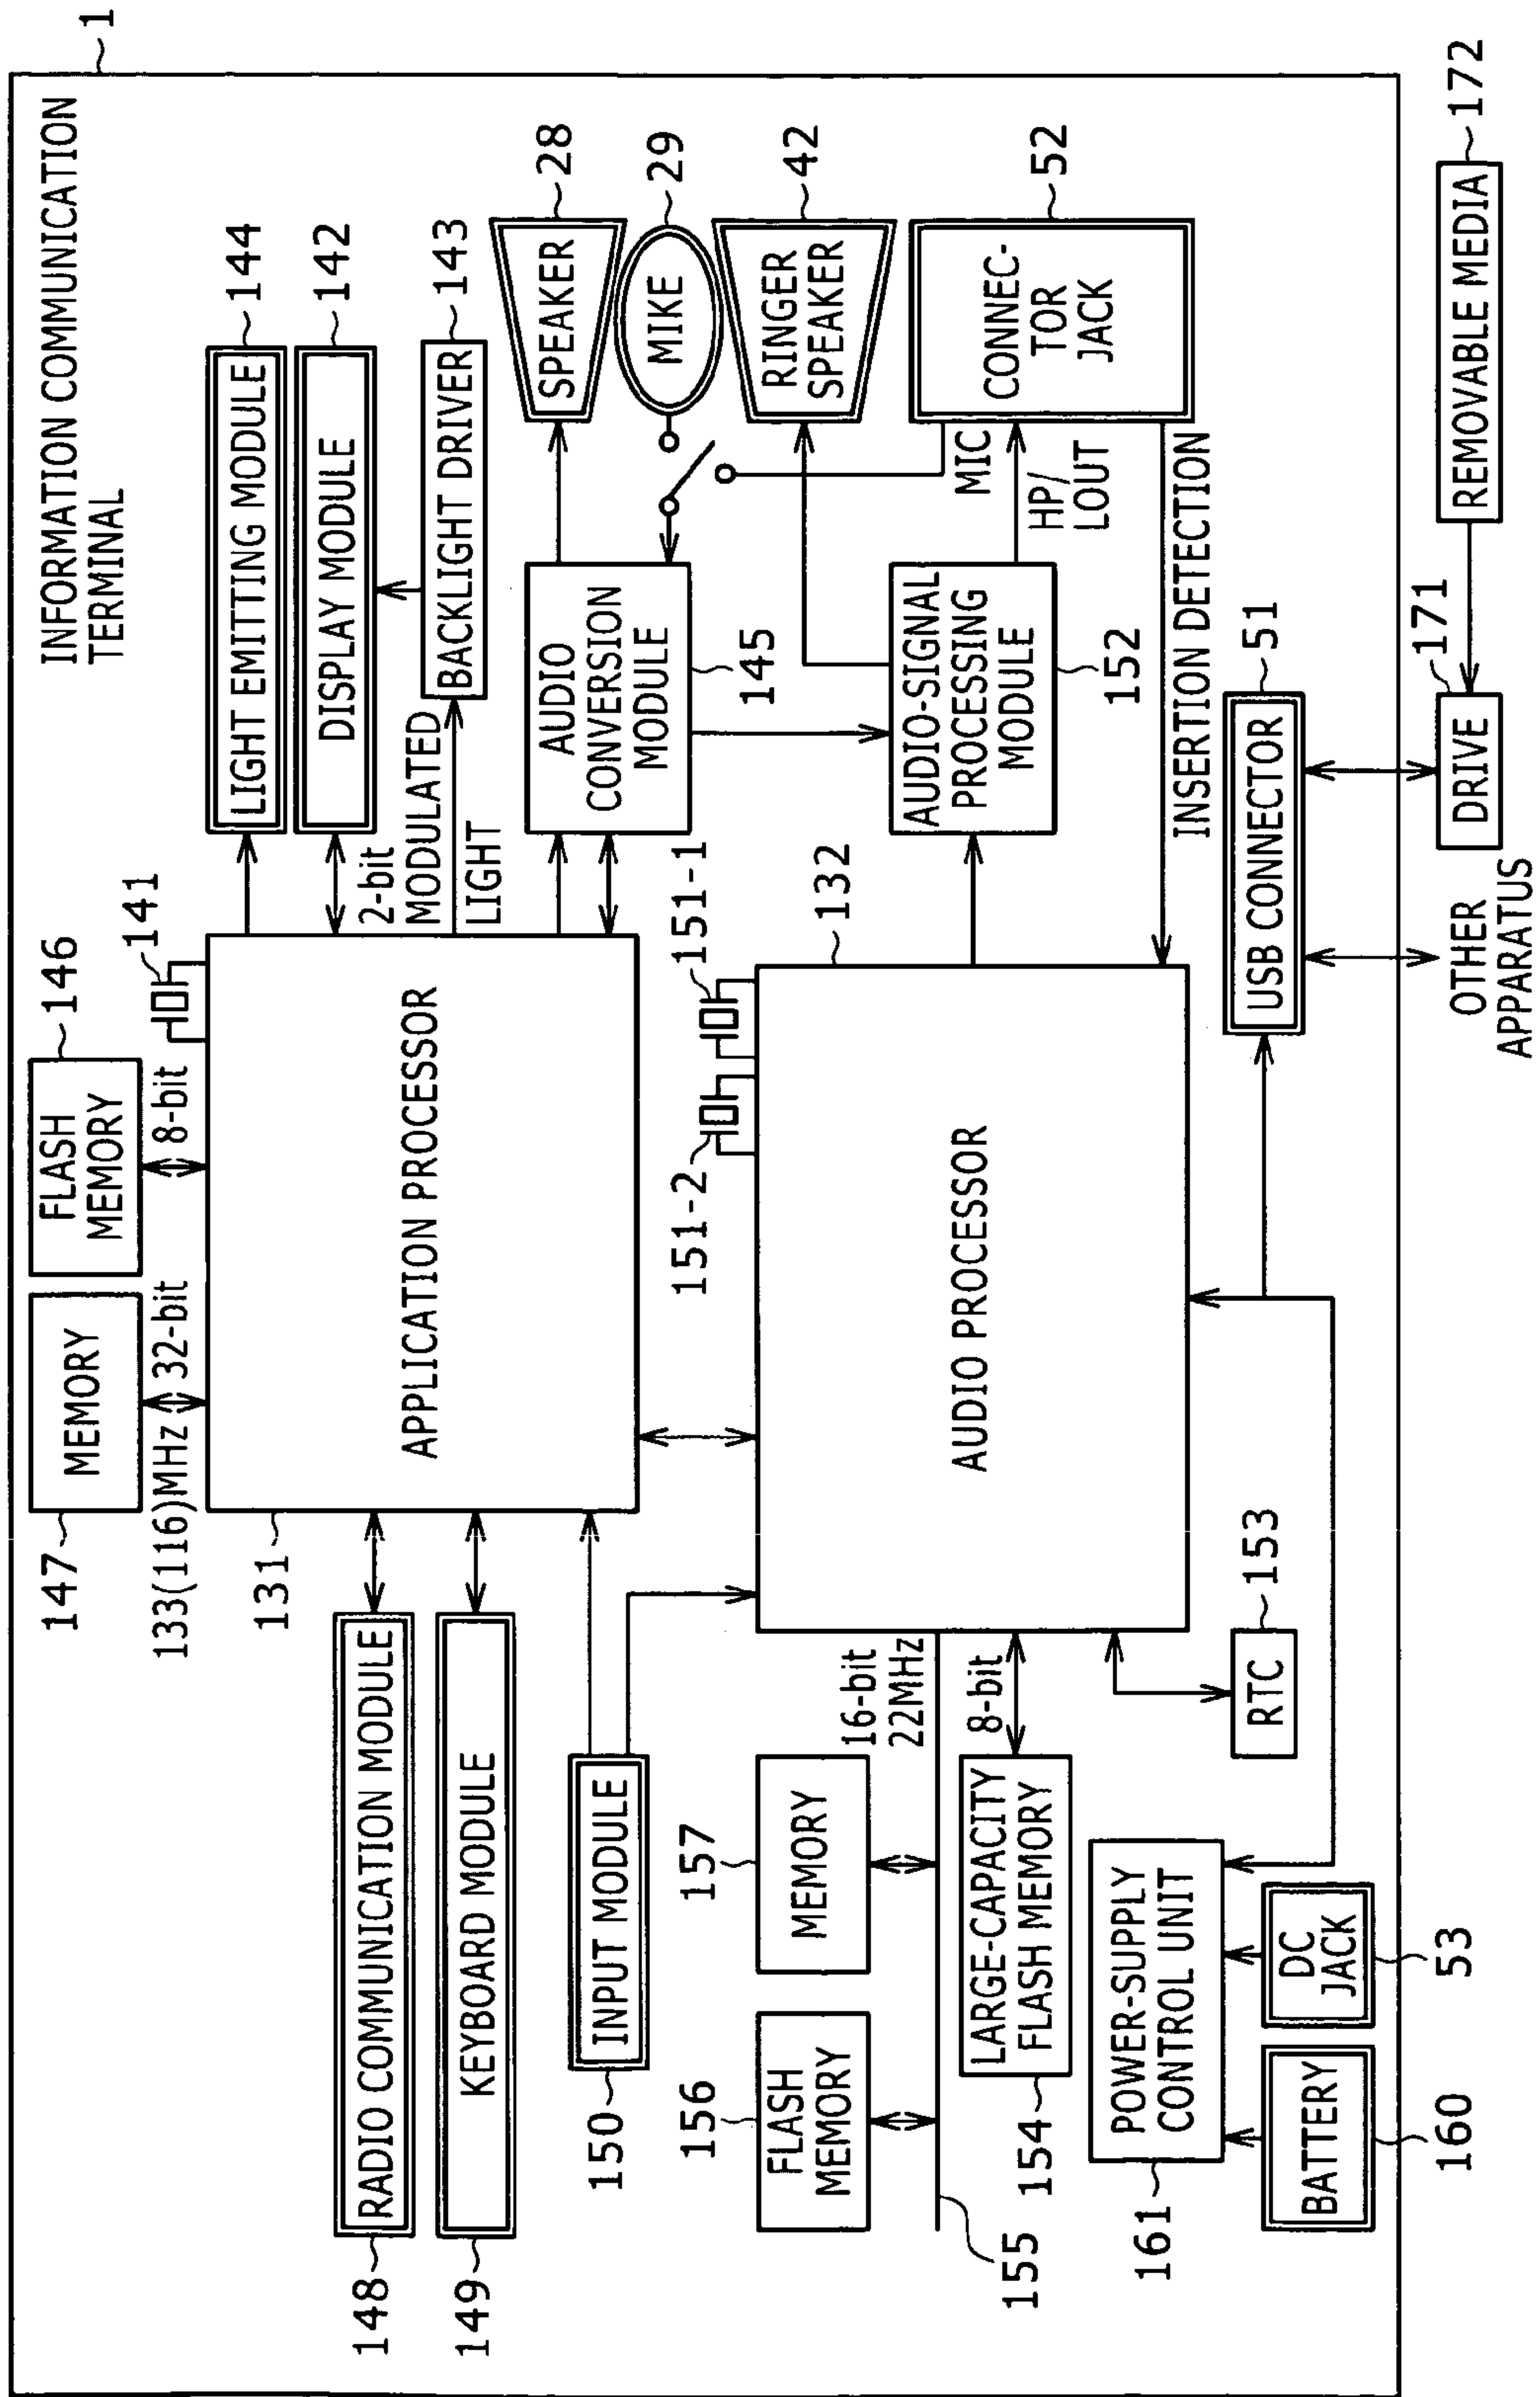 INFORMATION COMMUNICATION
TERMINAL
1
147
MEMORY
133(116)MHz
32-bit
FLASH
MEMORY
146
8-bit
141
131
APPLICATION PROCESSOR
LIGHT EMITTING MODULE
144
DISPLAY MODULE
142
2-bit
MODULATED
LIGHT
BACKLIGHT DRIVER
143
148
RADIO COMMUNICATION MODULE
149
KEYBOARD MODULE
150
INPUT MODULE
AUDIO
CONVERSION
MODULE
145
SPEAKER
28
MIKE
29
RINGER
SPEAKER
42
151-2
151-1
132
AUDIO PROCESSOR
AUDIO-SIGNAL
PROCESSING
MODULE
152
MIC
HP/
LOUT
CONNEC-
TOR
JACK
52
INSERTION DETECTION
156
FLASH
MEMORY
157
MEMORY
16-bit
22MHz
155
154
LARGE-CAPACITY
FLASH MEMORY
8-bit
RTC
153
161
POWER-SUPPLY
CONTROL UNIT
BATTERY
160
DC
JACK
53
USB CONNECTOR
51
OTHER
APPARATUS
DRIVE
171
REMOVABLE MEDIA
172